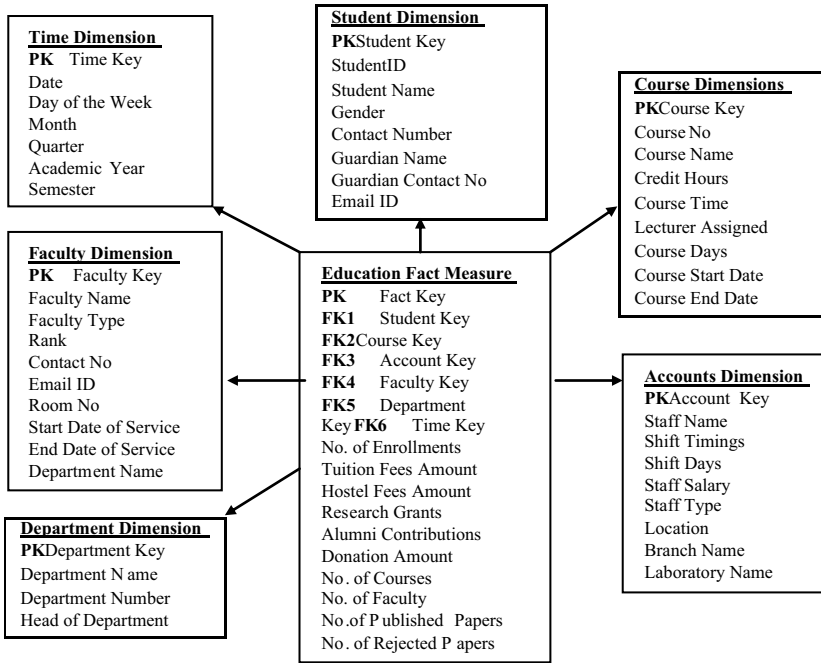 Time Dimension
PK Time Key
Date
Day of the Week
Month
Quarter
Academic Year
Semester
Student Dimension
PKStudent Key
StudentID
Student Name
Gender
Contact Number
Guardian Name
Guardian Contact No
Email ID
Course Dimensions
PKCourse Key
Course No
Course Name
Credit Hours
Course Time
Lecturer Assigned
Course Days
Course Start Date
Course End Date
Faculty Dimension
PK Faculty Key
Faculty Name
Faculty Type
Rank
Contact No
Email ID
Room No
Start Date of Service
End Date of Service
Department Name
Education Fact Measure
PK Fact Key
FK1 Student Key
FK2Course Key
FK3 Account Key
FK4 Faculty Key
FK5 Department
Key FK6 Time Key
No. of Enrollments
Tuition Fees Amount
Hostel Fees Amount
Research Grants
Alumni Contributions
Donation Amount
No. of Courses
No. of Faculty
No.of P ublished Papers
No. of Rejected P apers
Accounts Dimension
PKAccount Key
Staff Name
Shift Timings
Shift Days
Staff Salary
Staff Type
Location
Branch Name
Laboratory Name
Department Dimension
PKDepartment Key
Department N ame
Department Number
Head of Department